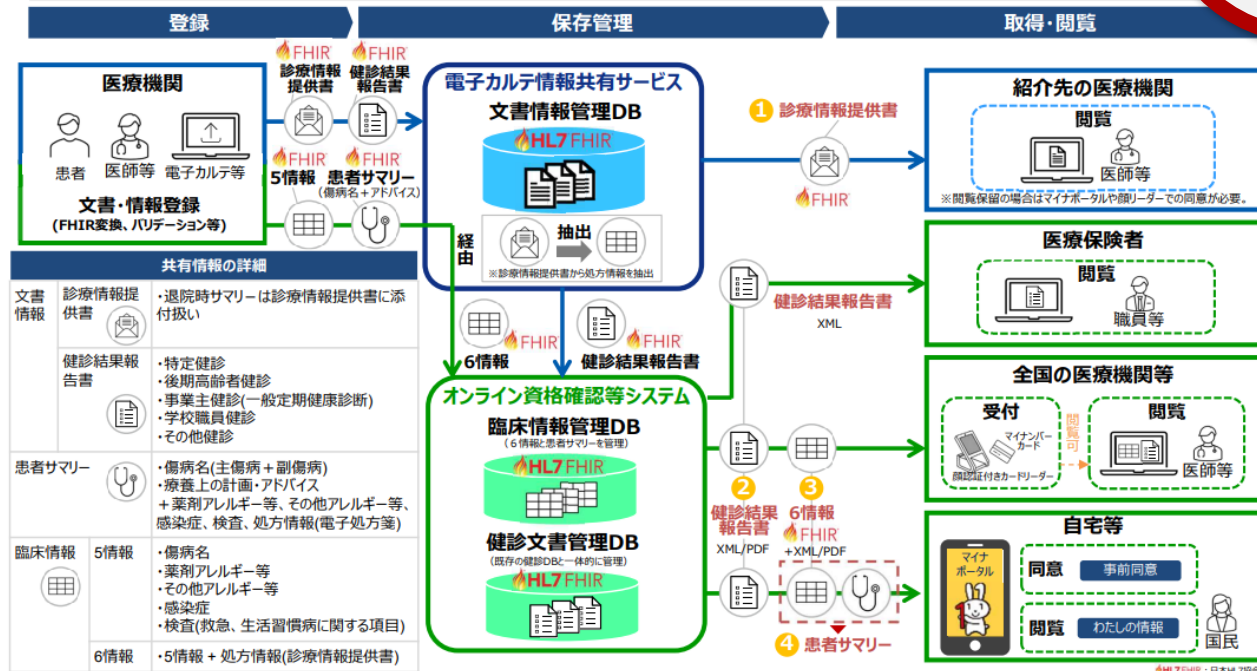 登録
保存管理
取得・閲覧
医療機関
患者
医師等
電子カルテ等
文書・情報登録
(FHIR変換、バリデーション等)
FHIR
診療情報
提供書
FHIR
健診結果
報告書
FHIR
5情報
FHIR
患者サマリー
(傷病名+アドバイス)
電子カルテ情報共有サービス
文書情報管理DB
HL7 FHIR
抽出
※診療情報提供書から処方情報を抽出
経由
6情報
FHIR
FHIR
健診結果報告書
オンライン資格確認等システム
臨床情報管理DB
(6情報と患者サマリーを管理)
HL7 FHIR
健診文書管理DB
(既存の健診DBと一体的に管理)
HL7 FHIR
1 診療情報提供書
FHIR
健診結果報告書
XML
2
健診結果
報告書
XML/PDF
3
6情報
FHIR
+XML/PDF
4 患者サマリー
紹介先の医療機関
閲覧
医師等
※閲覧保留の場合はマイナポータルや顔リーダーでの同意が必要。
医療保険者
閲覧
職員等
全国の医療機関等
受付
マイナンバー
カード
顔認証付きカードリーダー
閲覧可
閲覧
医師等
自宅等
マイナ
ポータル
同意 事前同意
閲覧 わたしの情報
国民
共有情報の詳細
文書
情報
診療情報提
供書
・退院時サマリーは診療情報提供書に添
付扱い
健診結果報
告書
・特定健診
・後期高齢者健診
・事業主健診(一般定期健康診断)
・学校職員健診
・その他健診
患者サマリー
・傷病名(主傷病+副傷病)
・療養上の計画・アドバイス
+薬剤アレルギー等、その他アレルギー等、
感染症、検査、処方情報(電子処方箋)
臨床情報
5情報
・傷病名
・薬剤アレルギー等
・その他アレルギー等
・感染症
・検査(救急、生活習慣病に関する項目)
6情報
・5情報 + 処方情報(診療情報提供書)